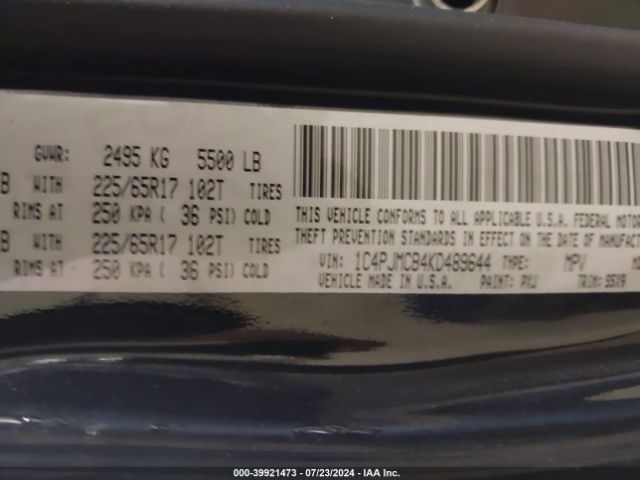 GVWR: 2495 KG 5500 LB
B WITH 225/65R17 102T TIRES
RIMS AT 250 KPA ( 36 PSI) COLD
B WITH 225/65R17 102T TIRES
RIMS AT 250 KPA ( 36 PSI) COLD
THIS VEHICLE CONFORMS TO ALL APPLICABLE U.S.A. FEDERAL MOTOR
THEFT PREVENTION STANDARDS IN EFFECT ON THE DATE OF MANUFACT
VIN: 1C4PJMCB4KD489644 TYPE: MPV
VEHICLE MADE IN U.S.A. PAINT: PXJ TRIM: S5X9
000-39921473 - 07/23/2024 - IAA Inc.